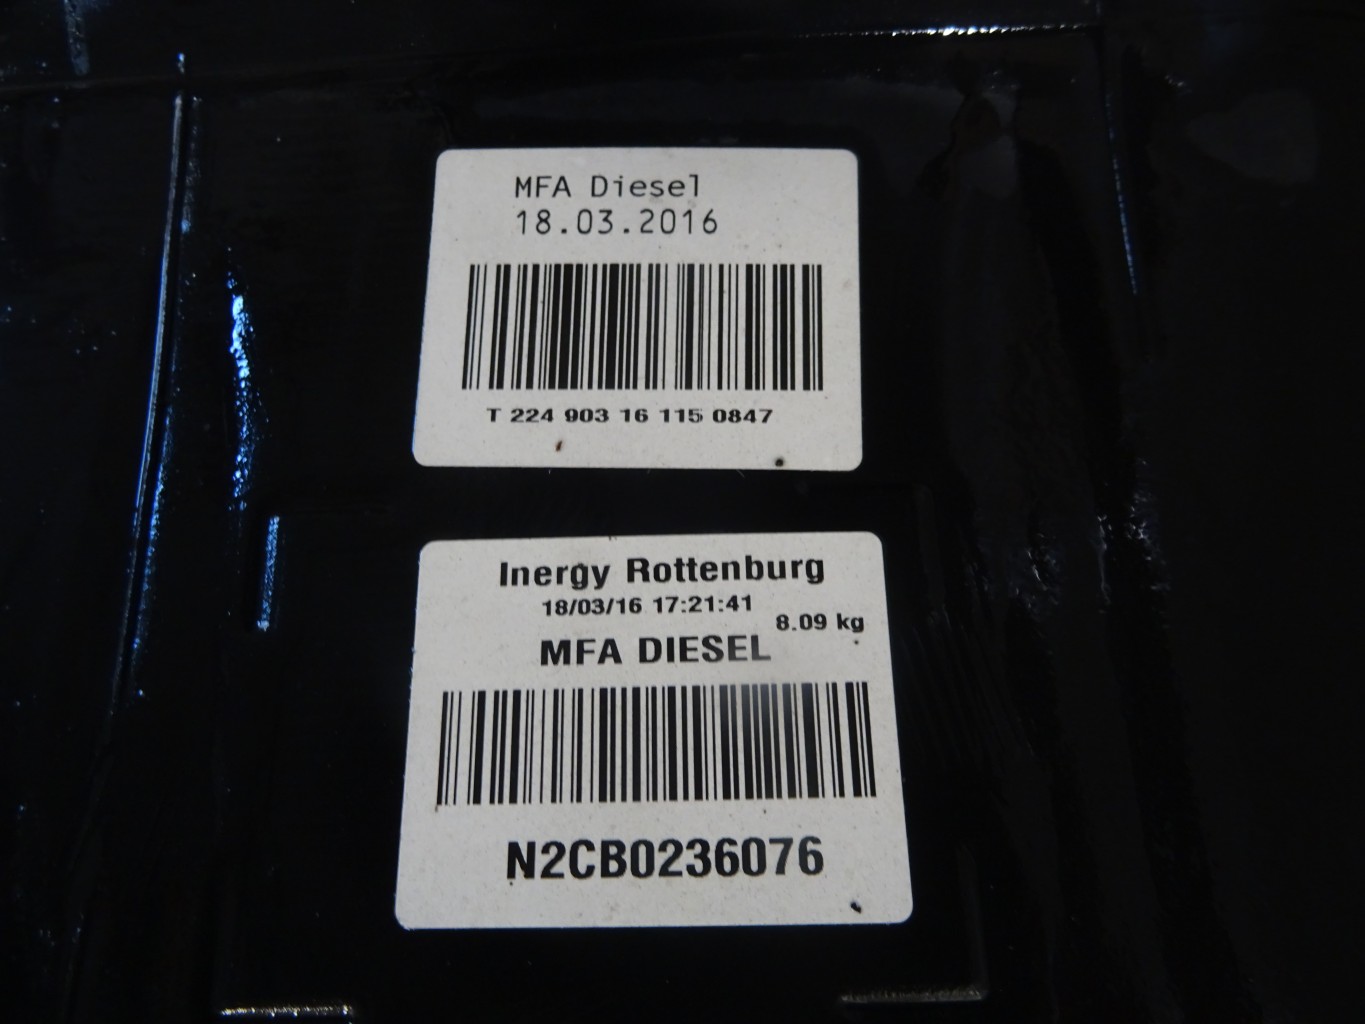 MFA Diesel
18.03.2016
T 224 903 16 115 0847
Inergy Rottenburg
18/03/16 17:21:41
8.09 kg
MFA DIESEL
N2CB0236076